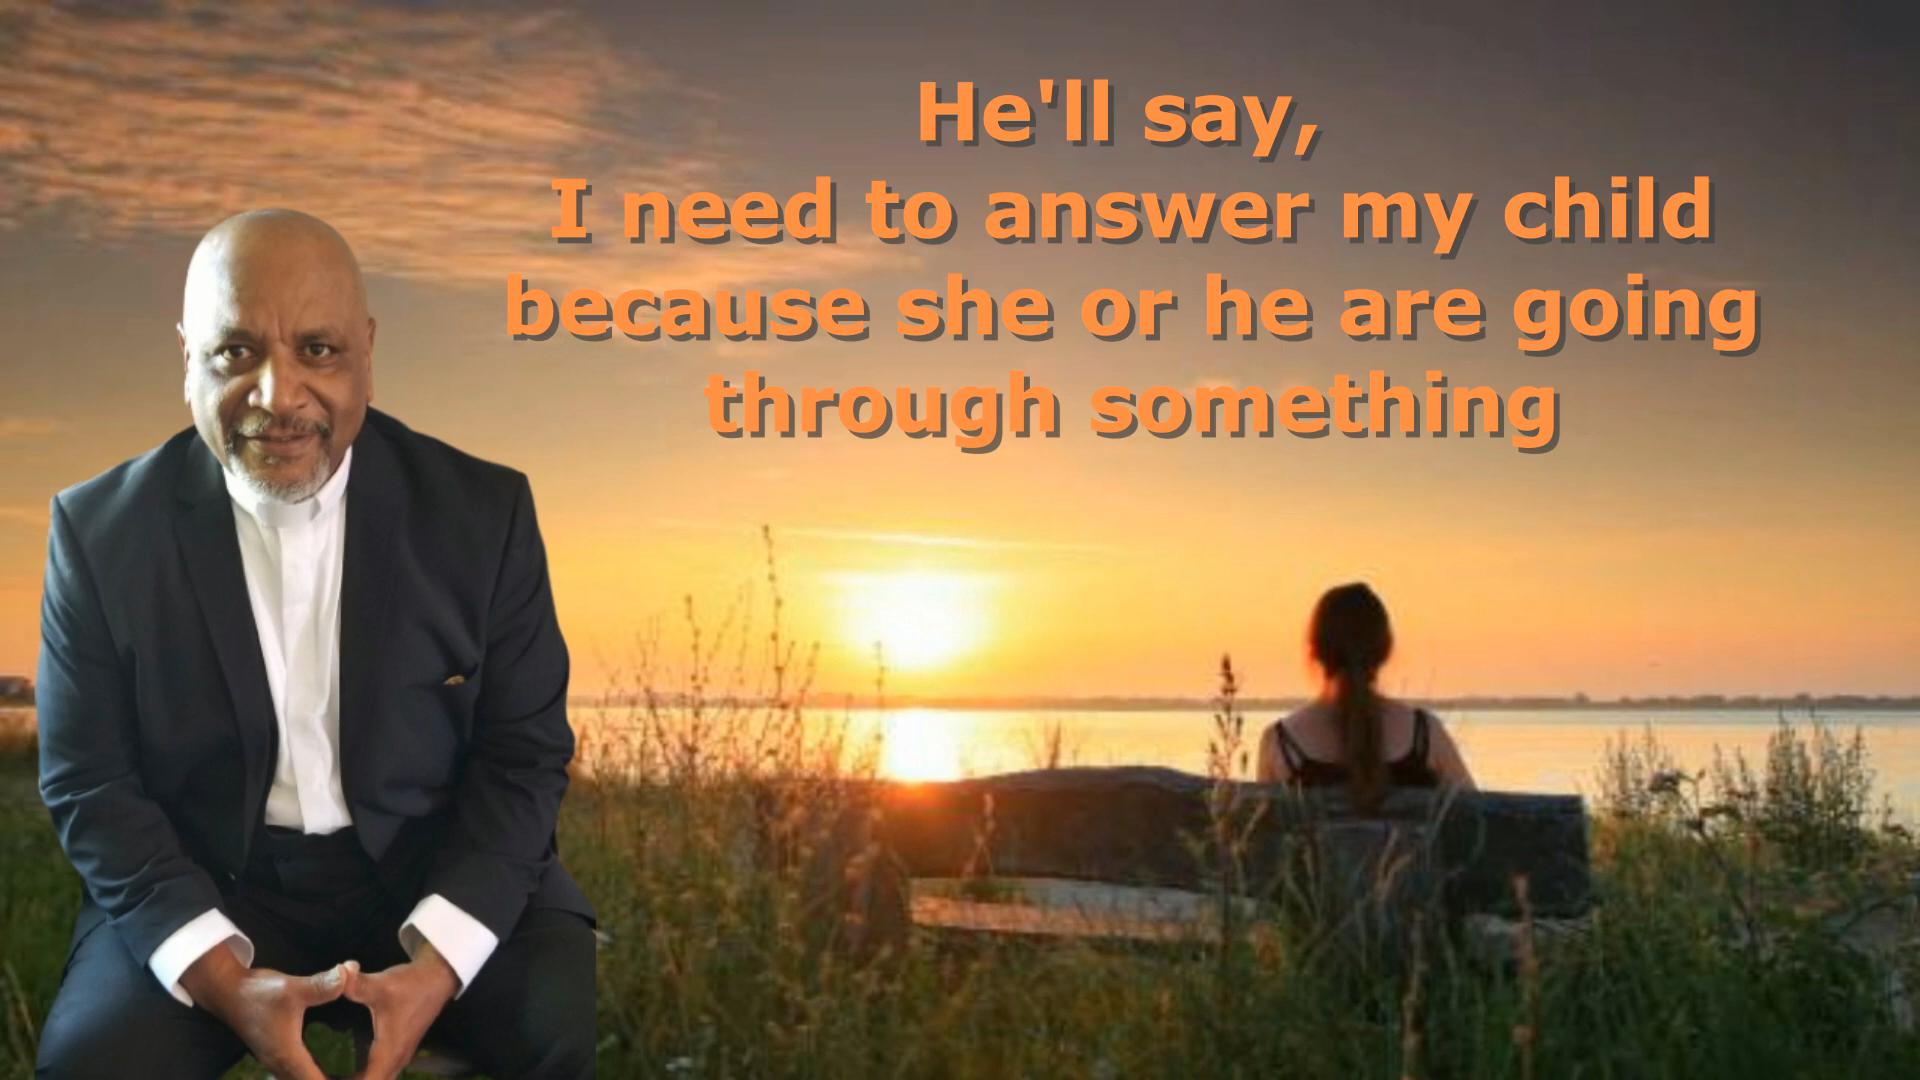 He'll say,
I need to answer my child
because she or he are going
through something